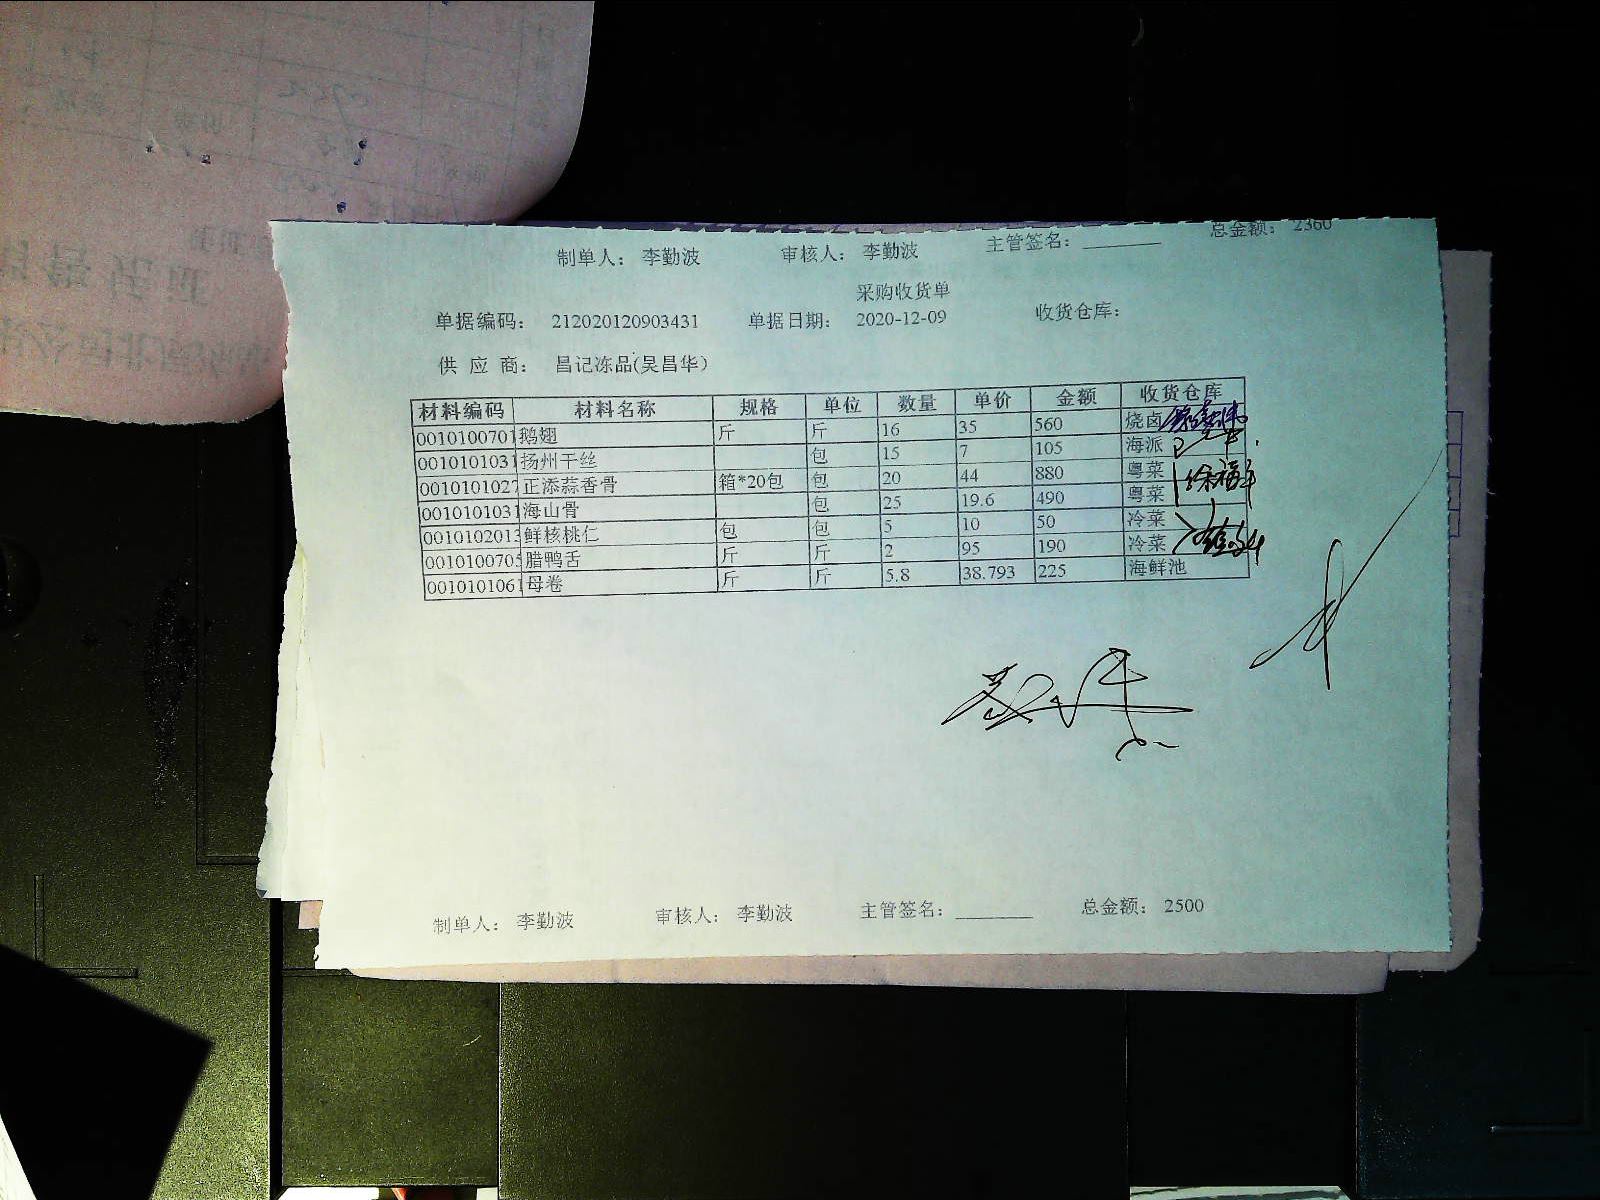 制单人： 李勤波 审核人： 李勤波 主管签名：________ 总金额： 2360
采购收货单
单据编码： 212020120903431 单据日期： 2020-12-09 收货仓库：
供 应 商： 昌记冻品(吴昌华)
材料编码 材料名称 规格 单位 数量 单价 金额 收货仓库
0010100701 鹅翅 斤 斤 16 35 560 烧卤
0010101031 扬州干丝 包 15 7 105 海派
0010101027 正添蒜香骨 箱*20包 包 20 44 880 粤菜
0010101031 海山骨 包 25 19.6 490 粤菜 徐福平
0010102013 鲜核桃仁 包 包 5 10 50 冷菜
0010100705 腊鸭舌 斤 斤 2 95 190 冷菜
0010101061 母卷 斤 斤 5.8 38.793 225 海鲜池
制单人： 李勤波 审核人： 李勤波 主管签名：________ 总金额： 2500